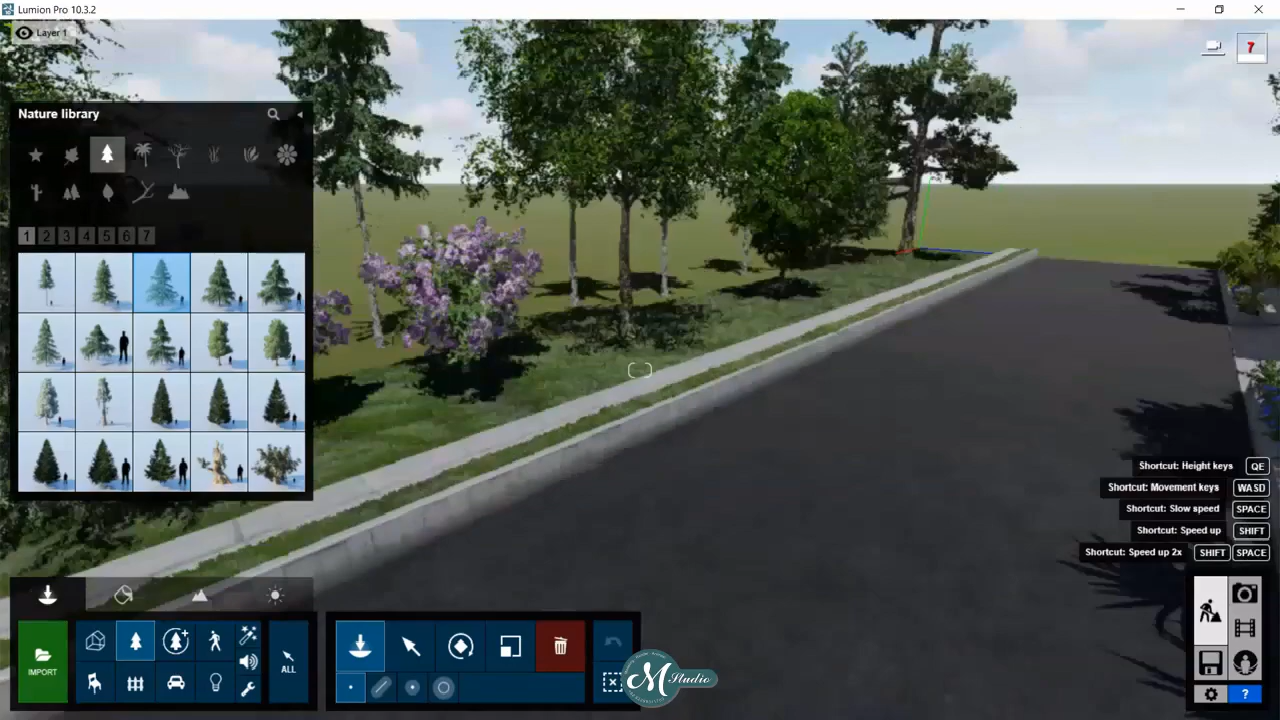 Lumion Pro 10.3.2
Layer 1
?
Nature library
1 2 3 4 5 6 7
Shortcut: Height keys QE
Shortcut: Movement keys WASD
Shortcut: Slow speed SPACE
Shortcut: Speed up SHIFT
Shortcut: Speed up 2x SHIFT SPACE
IMPORT
ALL
M Studio
?